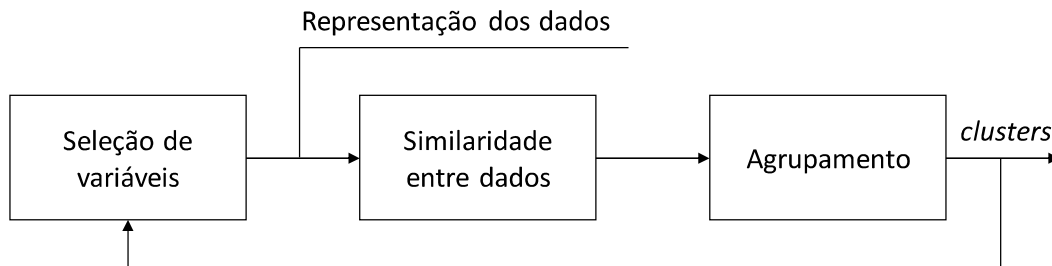 Representação dos dados
Seleção de
variáveis
Similaridade
entre dados
Agrupamento
clusters